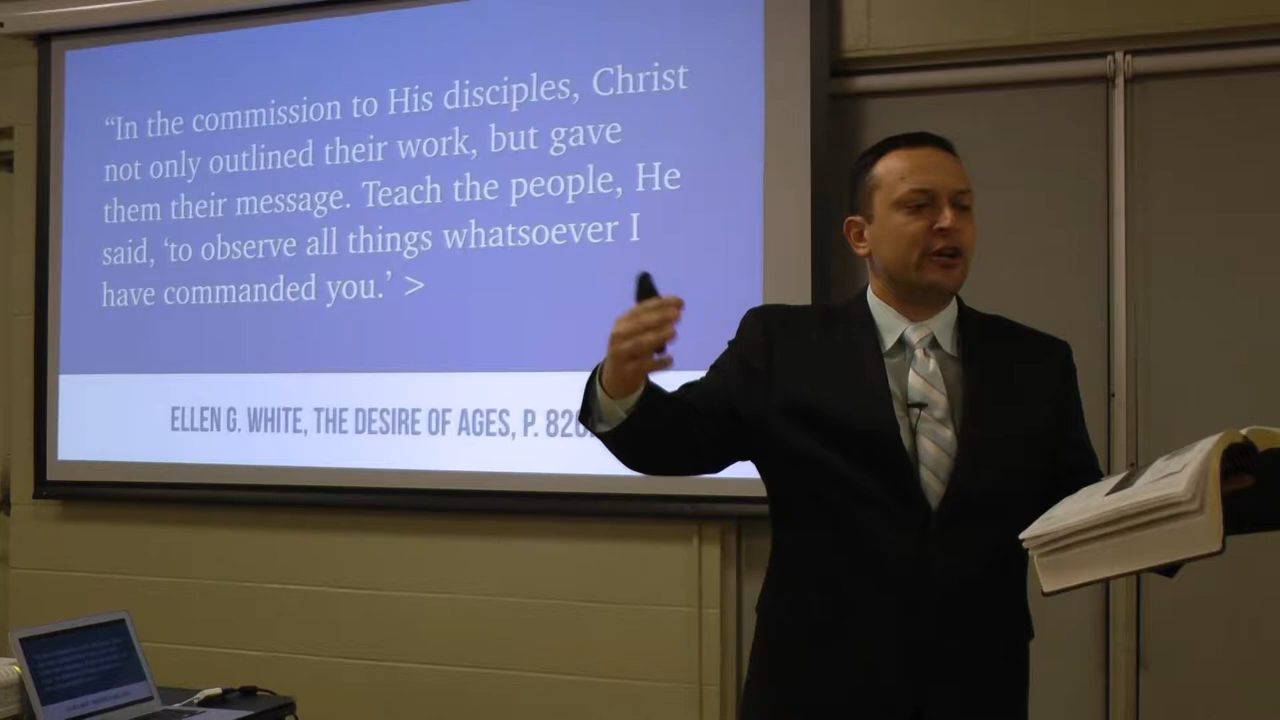 “In the commission to His disciples, Christ
not only outlined their work, but gave
them their message. Teach the people, He
said, ‘to observe all things whatsoever I
have commanded you.’ >
ELLEN G. WHITE, THE DESIRE OF AGES, P. 826.